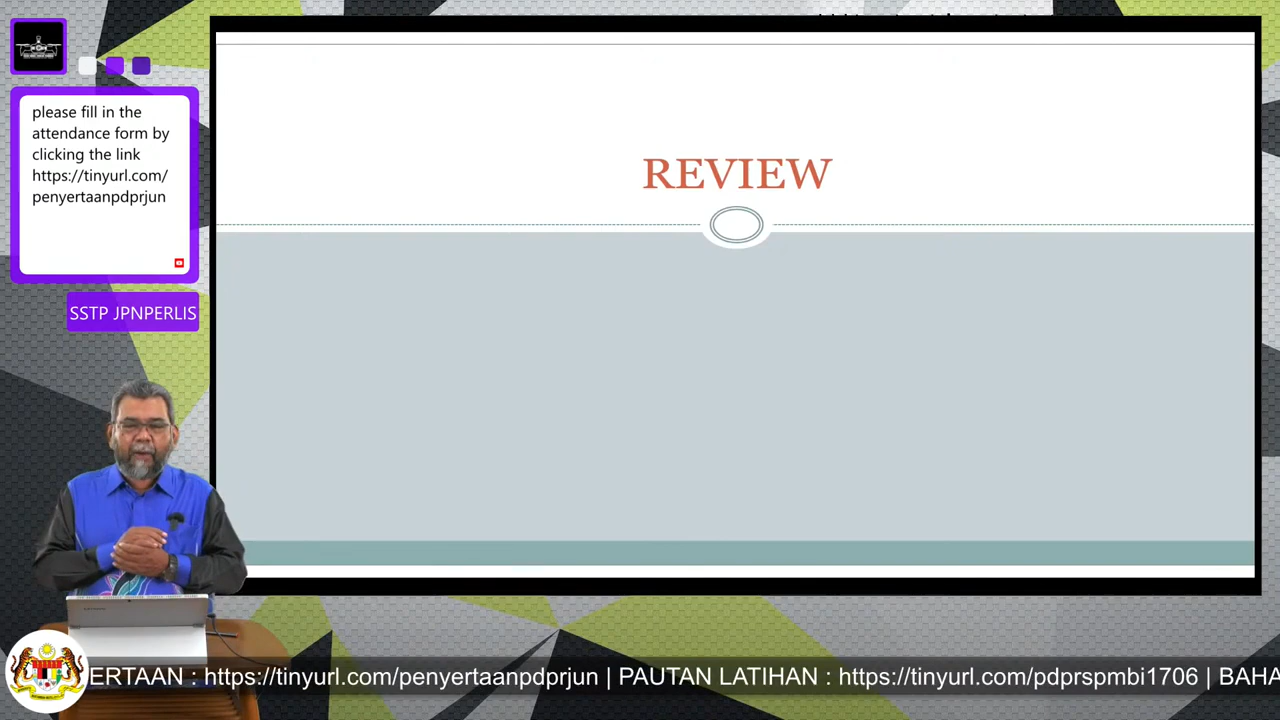 please fill in the
attendance form by
clicking the link
https://tinyurl.com/
penyertaanpdprjun
SSTP JPNPERLIS
REVIEW
ERTAAN : https://tinyurl.com/penyertaanpdprjun | PAUTAN LATIHAN : https://tinyurl.com/pdprspmbi1706 | BAHA